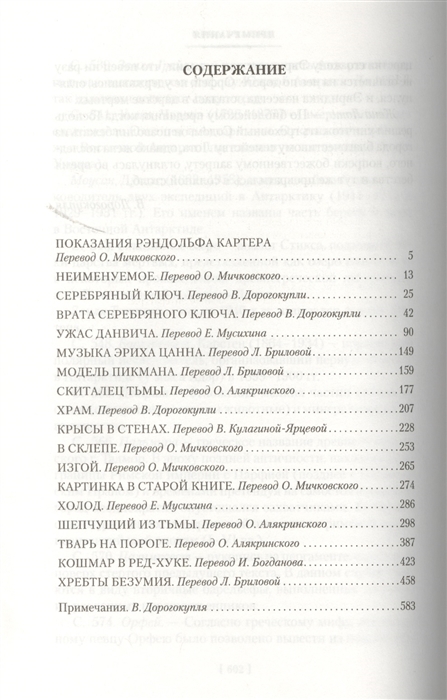 СОДЕРЖАНИЕ
ПОКАЗАНИЯ РЭНДОЛЬФА КАРТЕРА
Перевод О. Мичковского 5
НЕИМЕНУЕМОЕ. Перевод О. Мичковского 13
СЕРЕБРЯНЫЙ КЛЮЧ. Перевод В. Дорогокупли 25
ВРАТА СЕРЕБРЯНОГО КЛЮЧА. Перевод В. Дорогокупли 42
УЖАС ДАНВИЧА. Перевод Е. Мусихина 90
МУЗЫКА ЭРИХА ЦАННА. Перевод Л. Бриловой 149
МОДЕЛЬ ПИКМАНА. Перевод Л. Бриловой 159
СКИТАЛЕЦ ТЬМЫ. Перевод О. Алякринского 177
ХРАМ. Перевод В. Дорогокупли 207
КРЫСЫ В СТЕНАХ. Перевод В. Кулагиной-Ярцевой 228
В СКЛЕПЕ. Перевод О. Мичковского 253
ИЗГОЙ. Перевод О. Мичковского 265
КАРТИНКА В СТАРОЙ КНИГЕ. Перевод О. Мичковского 274
ХОЛОД. Перевод Е. Мусихина 286
ШЕПЧУЩИЙ ИЗ ТЬМЫ. Перевод О. Алякринского 298
ТВАРЬ НА ПОРОГЕ. Перевод О. Алякринского 387
КОШМАР В РЕД-ХУКЕ. Перевод И. Богданова 423
ХРЕБТЫ БЕЗУМИЯ. Перевод Л. Бриловой 458
Примечания. В. Дорогокупля 583